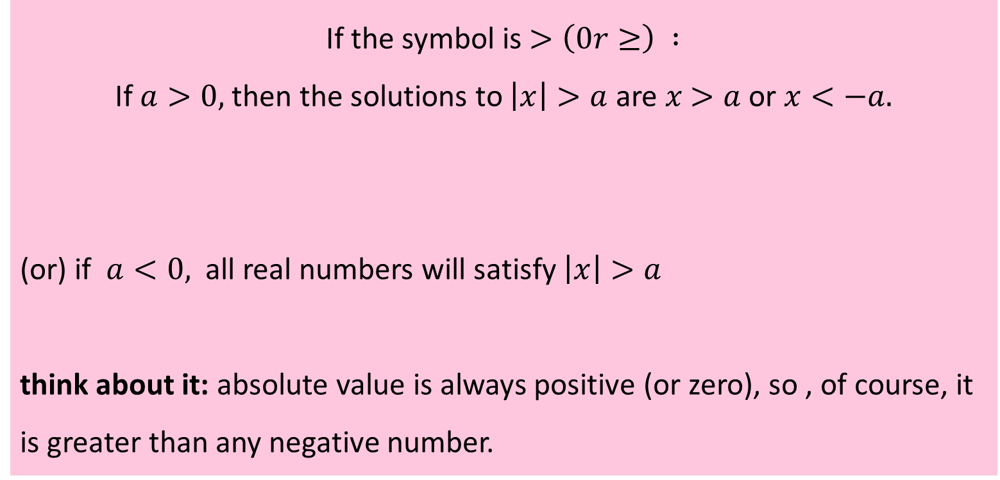 If the symbol is > (0r ≥) :
If a > 0, then the solutions to |x| > a are x > a or x < −a.
(or) if a < 0, all real numbers will satisfy |x| > a
think about it: absolute value is always positive (or zero), so , of course, it
is greater than any negative number.